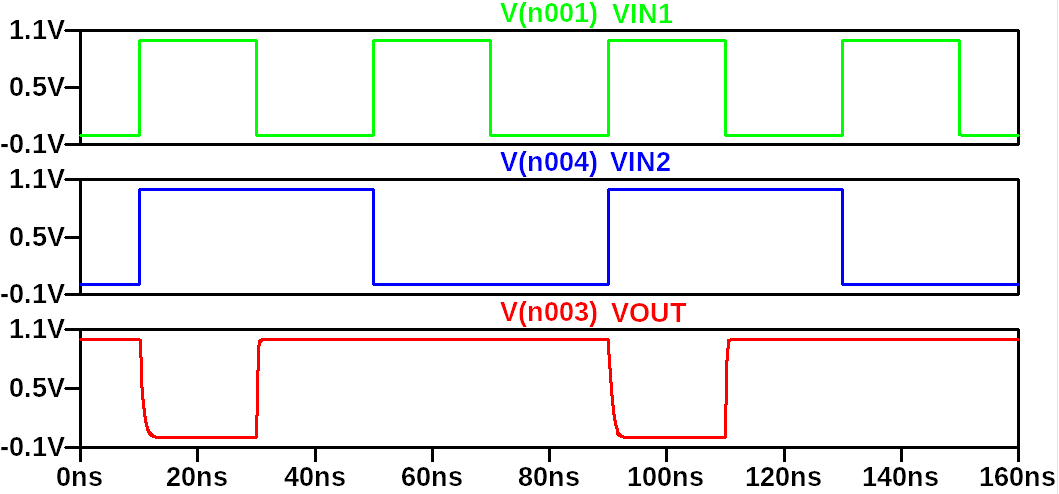 V(n001) VIN1
1.1V
0.5V
-0.1V
V(n004) VIN2
1.1V
0.5V
-0.1V
V(n003) VOUT
1.1V
0.5V
-0.1V
0ns 20ns 40ns 60ns 80ns 100ns 120ns 140ns 160ns